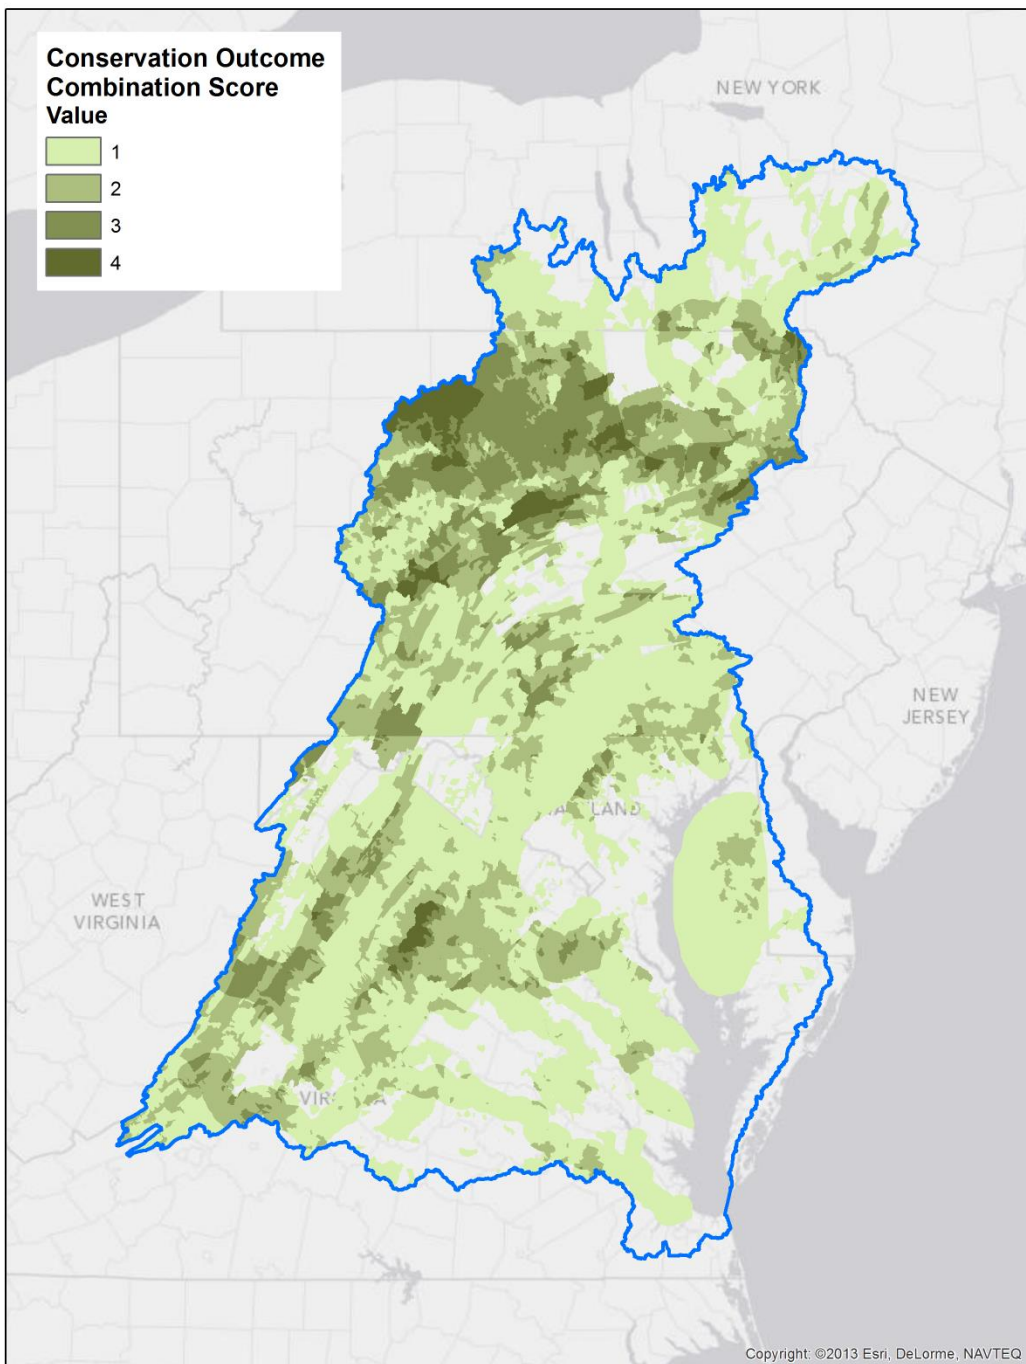 Conservation Outcome
Combination Score
Value
1
2
3
4
NEW YORK
NEW
JERSEY
WEST
VIRGINIA
Copyright: ©2013 Esri, DeLorme, NAVTEQ